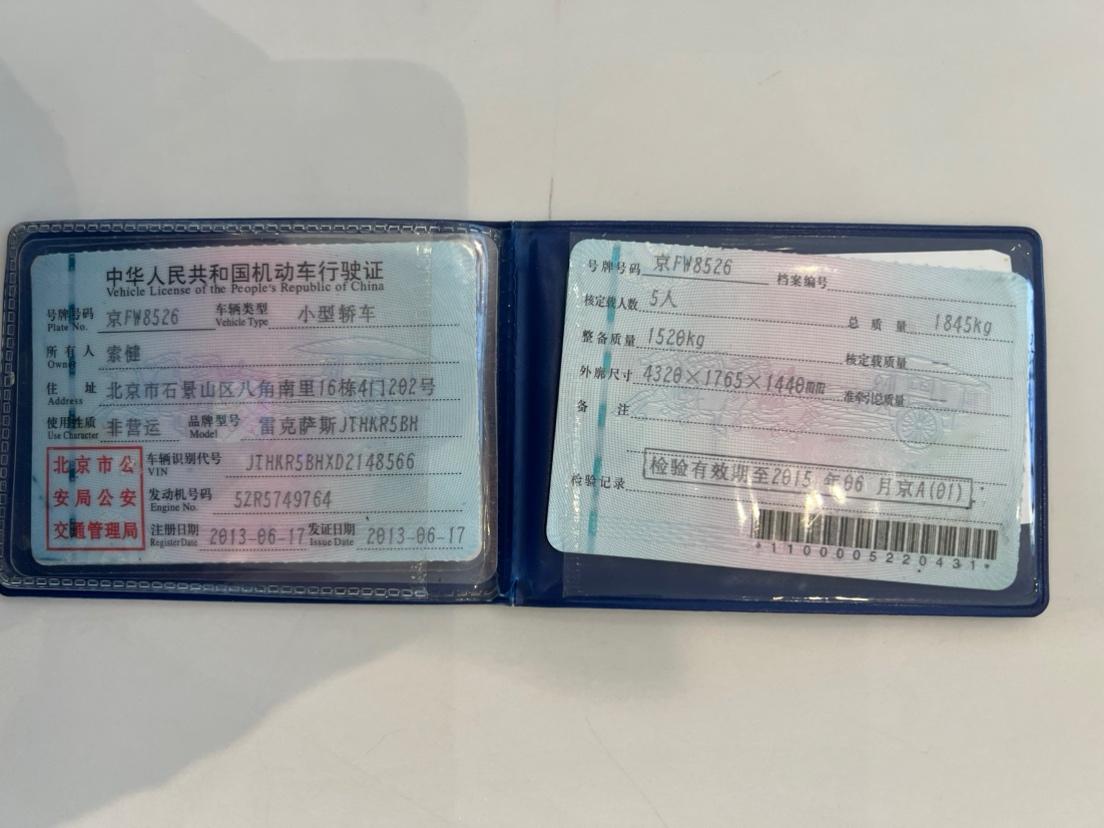 中华人民共和国机动车行驶证
Vehicle License of the People's Republic of China
号牌号码 Plate No. 京FW8526 车辆类型 Vehicle Type 小型轿车
所有人 Owner 索健
住址 Address 北京市石景山区八角南里16栋4门202号
使用性质 Use Character 非营运 品牌型号 Model 雷克萨斯JTHKR5BH
北京市公
安局公安
交通管理局
车辆识别代号 VIN JTHKR5BHXD2148566
发动机号码 Engine No. 5ZR5749764
注册日期 Register Date 2013-06-17 发证日期 Issue Date 2013-06-17
号牌号码 京FW8526 档案编号
核定载人数 5人 总质量 1845kg
整备质量 1520kg 核定载质量
外廓尺寸 4320×1765×1440mm 准牵引总质量
备注
检验记录 检验有效期至2015年06月京A(01)
*1100005220431*